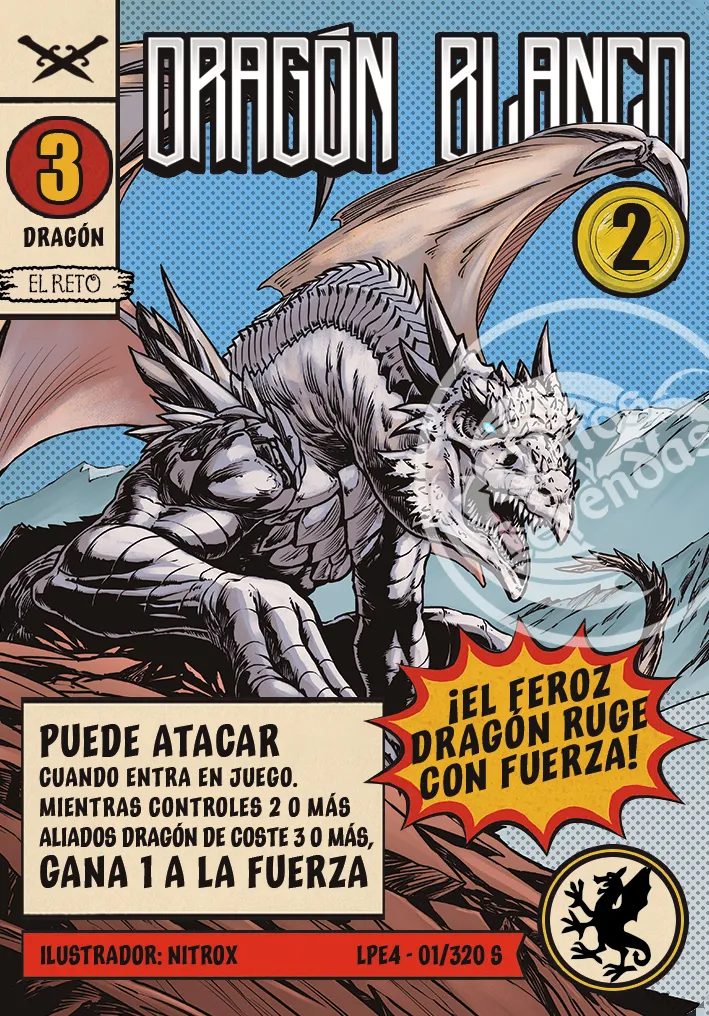 DRAGÓN BLANCO
3
DRAGÓN
EL RETO
2
Mitos
y
Leyendas
¡EL FEROZ
DRAGÓN RUGE
CON FUERZA!
PUEDE ATACAR
CUANDO ENTRA EN JUEGO.
MIENTRAS CONTROLES 2 O MÁS
ALIADOS DRAGÓN DE COSTE 3 O MÁS,
GANA 1 A LA FUERZA
ILUSTRADOR: NITROX
LPE4 - 01/320 S